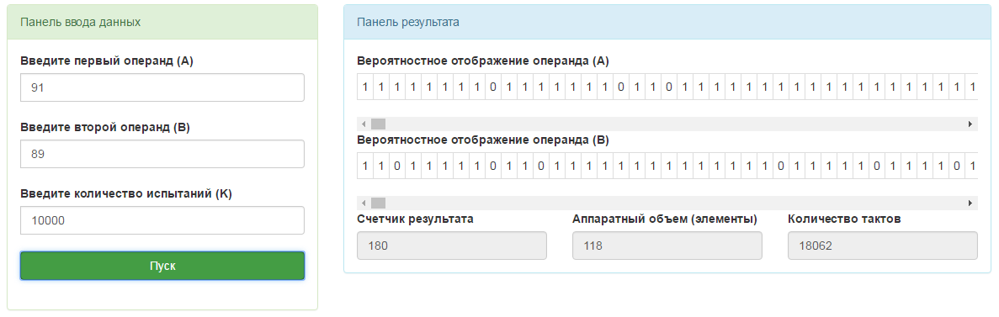 Панель ввода данных
Введите первый операнд (A)
91
Введите второй операнд (B)
89
Введите количество испытаний (K)
10000
Пуск
Панель результата
Вероятностное отображение операнда (A)
1 1 1 1 1 1 1 1 0 1 1 1 1 1 1 1 0 1 1 0 1 1 1 1 1 1 1 1 1 1 1 1 1 1 1 1 1 1 1
Вероятностное отображение операнда (B)
1 1 0 1 1 1 1 1 0 1 1 0 1 1 1 1 1 1 1 1 1 1 1 1 1 1 0 1 1 1 1 1 0 1 1 1 1 0 1
Счетчик результата Аппаратный объем (элементы) Количество тактов
180 118 18062